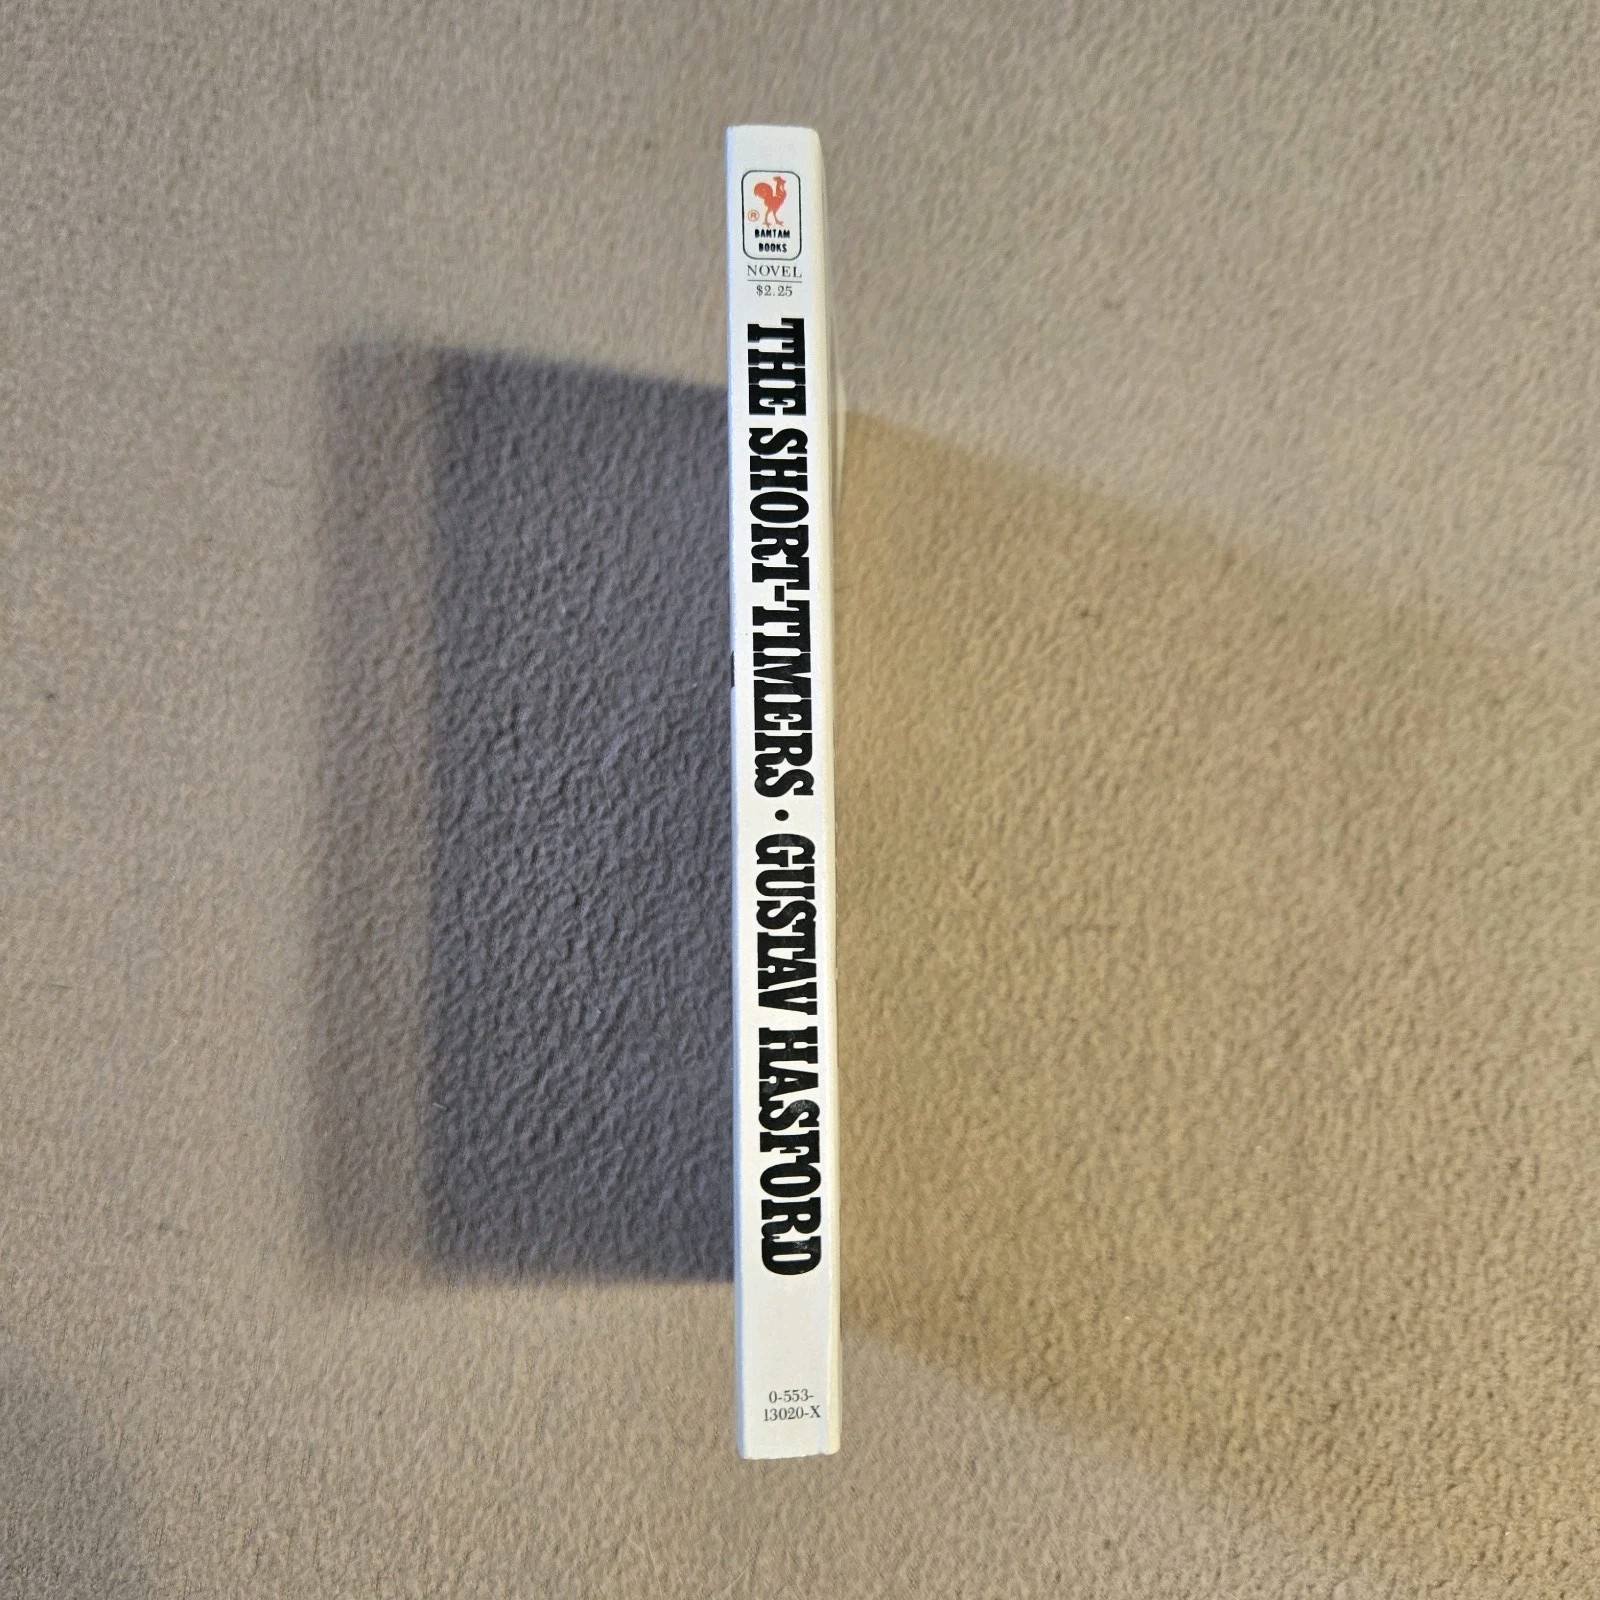 ®
BANTAM
BOOKS
NOVEL
$2.25
THE SHORT-TIMERS • GUSTAV HASFORD
0-553-
13020-X